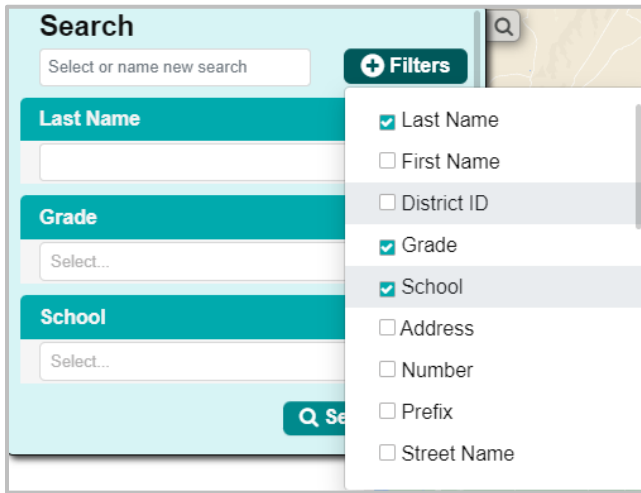 Search
Select or name new search
Filters
Last Name
Grade
Select...
School
Select...
Last Name
First Name
District ID
Grade
School
Address
Number
Prefix
Street Name